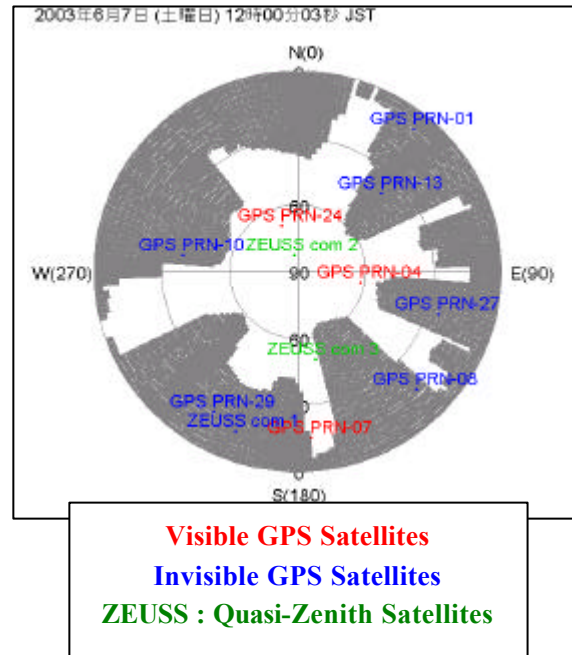 2003年6月7日 (土曜日) 12時00分03秒 JST
N(0)
GPS PRN-01
GPS PRN-13
60
GPS PRN-24
GPS PRN-10
ZEUSS com 2
W(270)
90
GPS PRN-04
E(90)
GPS PRN-27
60
ZEUSS com 3
GPS PRN-08
GPS PRN-29
ZEUSS com 1
GPS PRN-07
S(180)
Visible GPS Satellites
Invisible GPS Satellites
ZEUSS : Quasi-Zenith Satellites